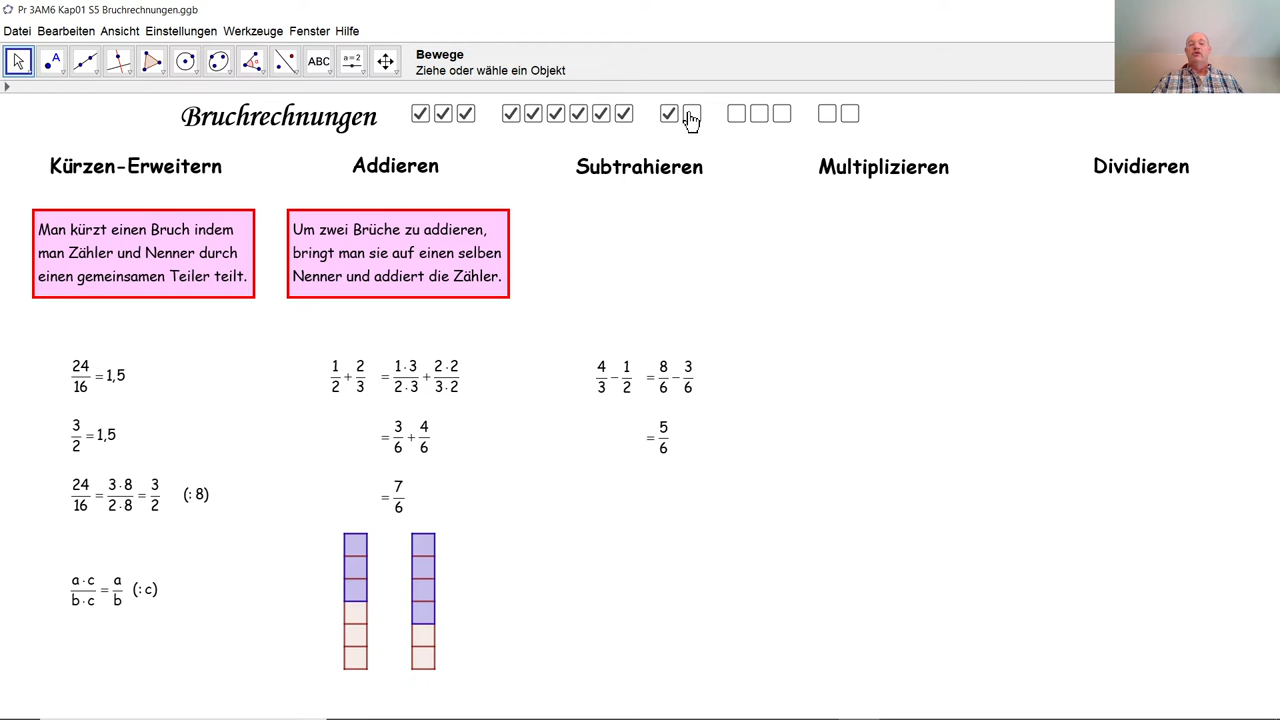 Pr 3AM6 Kap01 S5 Bruchrechnungen.ggb
Datei Bearbeiten Ansicht Einstellungen Werkzeuge Fenster Hilfe
A
ABC
a=2
Bewege
Ziehe oder wähle ein Objekt
Bruchrechnungen
Kürzen-Erweitern
Addieren
Subtrahieren
Multiplizieren
Dividieren
Man kürzt einen Bruch indem
man Zähler und Nenner durch
einen gemeinsamen Teiler teilt.
Um zwei Brüche zu addieren,
bringt man sie auf einen selben
Nenner und addiert die Zähler.
24/16 = 1,5
3/2 = 1,5
24/16 = 3·8/2·8 = 3/2 (: 8)
a·c/b·c = a/b (: c)
1/2 + 2/3 = 1·3/2·3 + 2·2/3·2
= 3/6 + 4/6
= 7/6
4/3 − 1/2 = 8/6 − 3/6
= 5/6